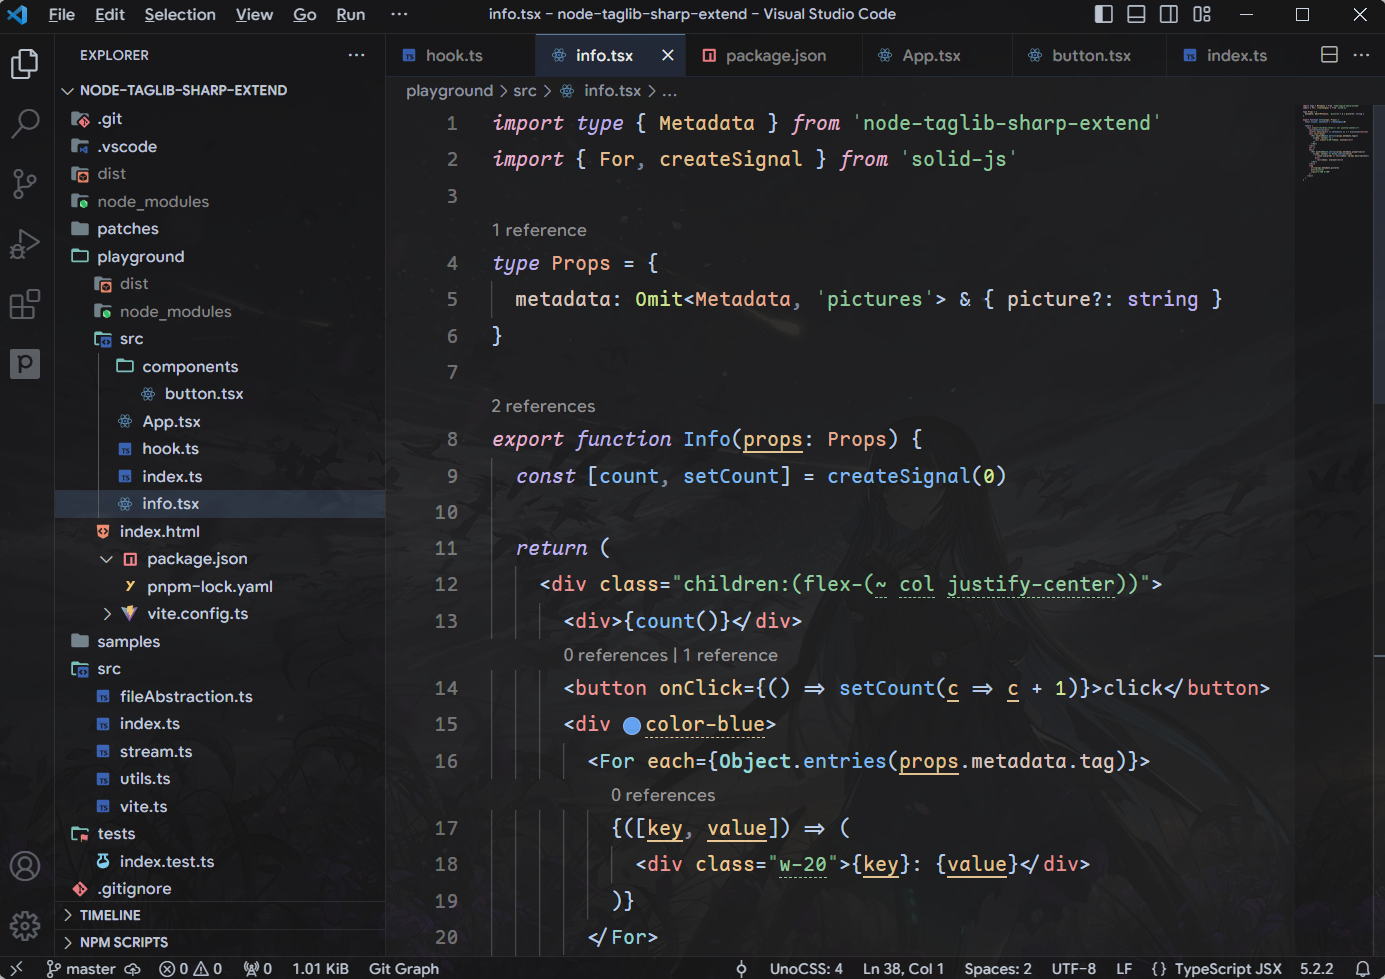 File Edit Selection View Go Run ··· info.tsx - node-taglib-sharp-extend - Visual Studio Code
EXPLORER ···
NODE-TAGLIB-SHARP-EXTEND
.git
.vscode
dist
node_modules
patches
playground
dist
node_modules
src
components
button.tsx
App.tsx
hook.ts
index.ts
info.tsx
index.html
package.json
pnpm-lock.yaml
vite.config.ts
samples
src
fileAbstraction.ts
index.ts
stream.ts
utils.ts
vite.ts
tests
index.test.ts
.gitignore
TIMELINE
NPM SCRIPTS
hook.ts info.tsx package.json App.tsx button.tsx index.ts ···
playground > src > info.tsx > ...
1 import type { Metadata } from 'node-taglib-sharp-extend'
2 import { For, createSignal } from 'solid-js'
3
1 reference
4 type Props = {
5 metadata: Omit<Metadata, 'pictures'> & { picture?: string }
6 }
7
2 references
8 export function Info(props: Props) {
9 const [count, setCount] = createSignal(0)
10
11 return (
12 <div class="children:(flex-(~ col justify-center))">
13 <div>{count()}</div>
0 references | 1 reference
14 <button onClick={() => setCount(c => c + 1)}>click</button>
15 <div color-blue>
16 <For each={Object.entries(props.metadata.tag)}>
0 references
17 {([key, value]) => (
18 <div class="w-20">{key}: {value}</div>
19 )}
20 </For>
master 0 0 0 1.01 KiB Git Graph UnoCSS: 4 Ln 38, Col 1 Spaces: 2 UTF-8 LF {} TypeScript JSX 5.2.2